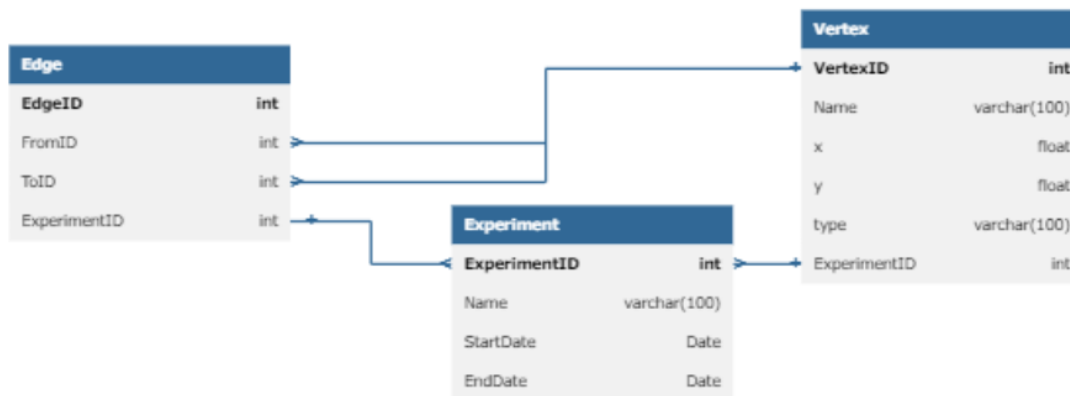 Edge
EdgeID int
FromID int
ToID int
ExperimentID int
Experiment
ExperimentID int
Name varchar(100)
StartDate Date
EndDate Date
Vertex
VertexID int
Name varchar(100)
x float
y float
type varchar(100)
ExperimentID int